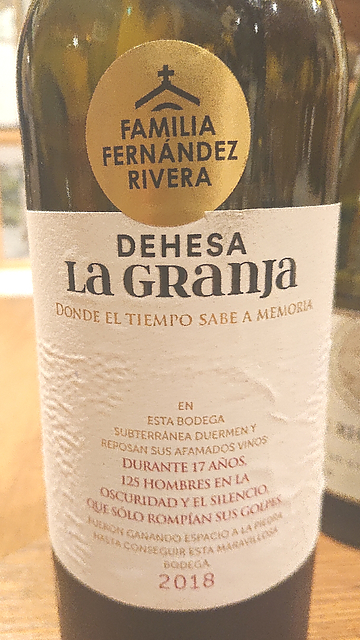 FAMILIA
FERNÁNDEZ
RIVERA
DEHESA
LA GRANJA
DONDE EL TIEMPO SABE A MEMORIA
EN
ESTA BODEGA
SUBTERRÁNEA DUERMEN Y
REPOSAN SUS AFAMADOS VINOS
DURANTE 17 AÑOS,
125 HOMBRES EN LA
OSCURIDAD Y EL SILENCIO,
QUE SÓLO ROMPÍAN SUS GOLPES,
FUERON GANANDO ESPACIO A LA PIEDRA
HASTA CONSEGUIR ESTA MARAVILLOSA
BODEGA
2018